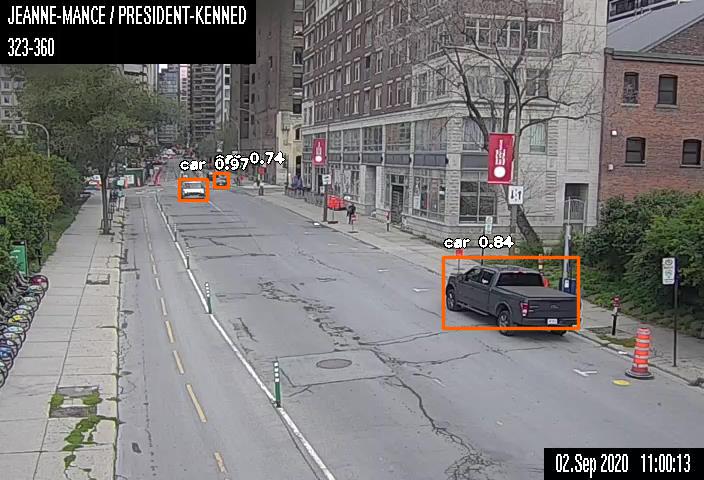 JEANNE-MANCE / PRESIDENT-KENNED
323-360
car 0.97
0.74
car 0.84
02.Sep 2020 11:00:13